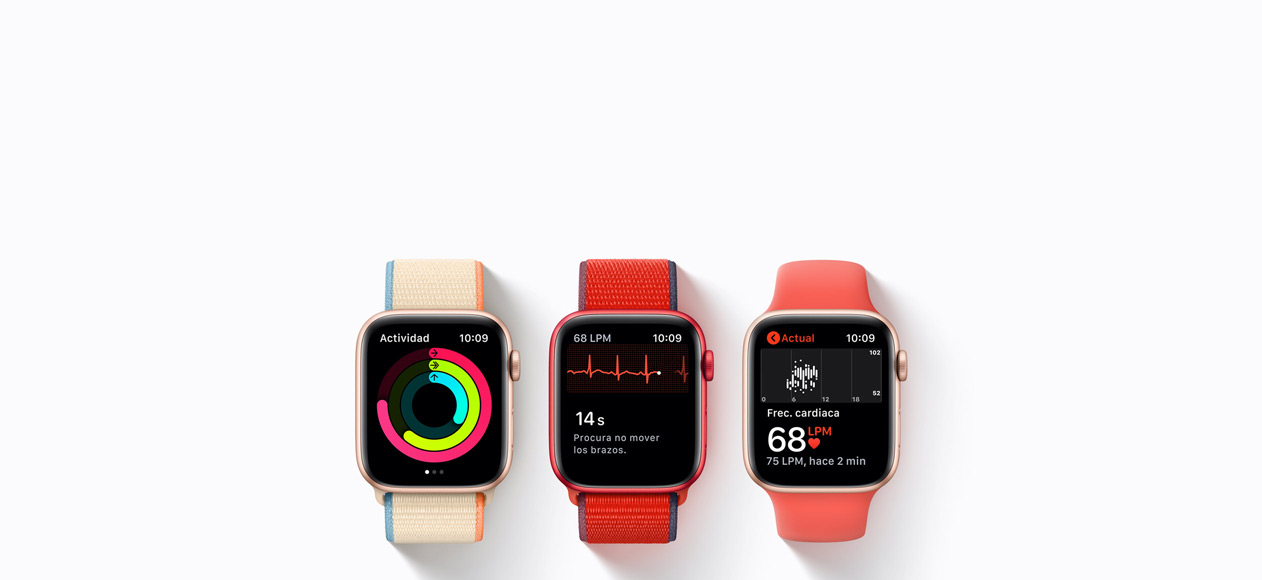 Actividad 10:09
68 LPM 10:09
14 s
Procura no mover
los brazos.
Actual 10:09
102
52
0 6 12 18
Frec. cardiaca
68 LPM
75 LPM, hace 2 min